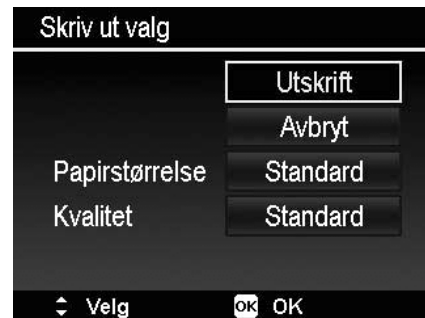 Skriv ut valg
Utskrift
Avbryt
Papirstørrelse Standard
Kvalitet Standard
Velg OK OK